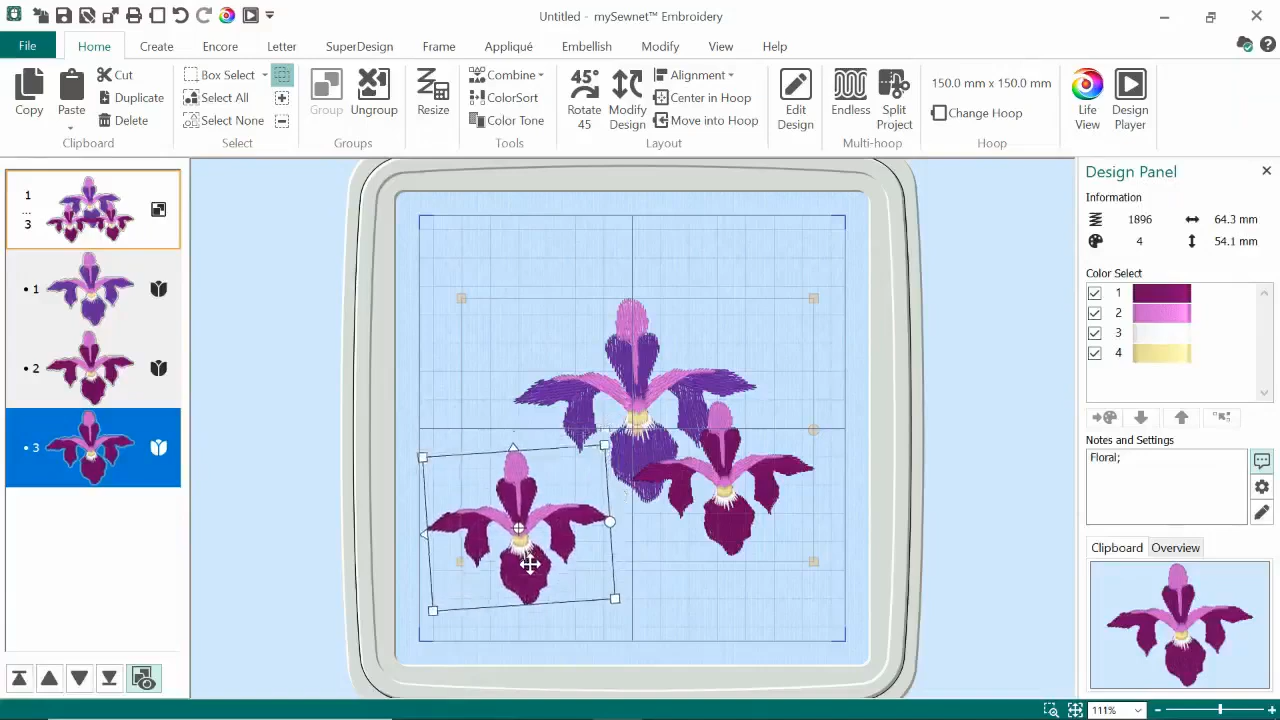 Untitled - mySewnet™ Embroidery
File Home Create Encore Letter SuperDesign Frame Appliqué Embellish Modify View Help
Copy
Paste
Cut
Duplicate
Delete
Clipboard
Box Select
Select All
Select None
Select
Group
Ungroup
Groups
Resize
Combine
ColorSort
Color Tone
Tools
Rotate
45
45°
Modify
Design
Alignment
Center in Hoop
Move into Hoop
Layout
Edit
Design
Endless
Split
Project
Multi-hoop
150.0 mm x 150.0 mm
Change Hoop
Hoop
Life
View
Design
Player
1
...
3
1
2
3
Design Panel
Information
1896 64.3 mm
4 54.1 mm
Color Select
1
2
3
4
Notes and Settings
Floral;
Clipboard Overview
111%